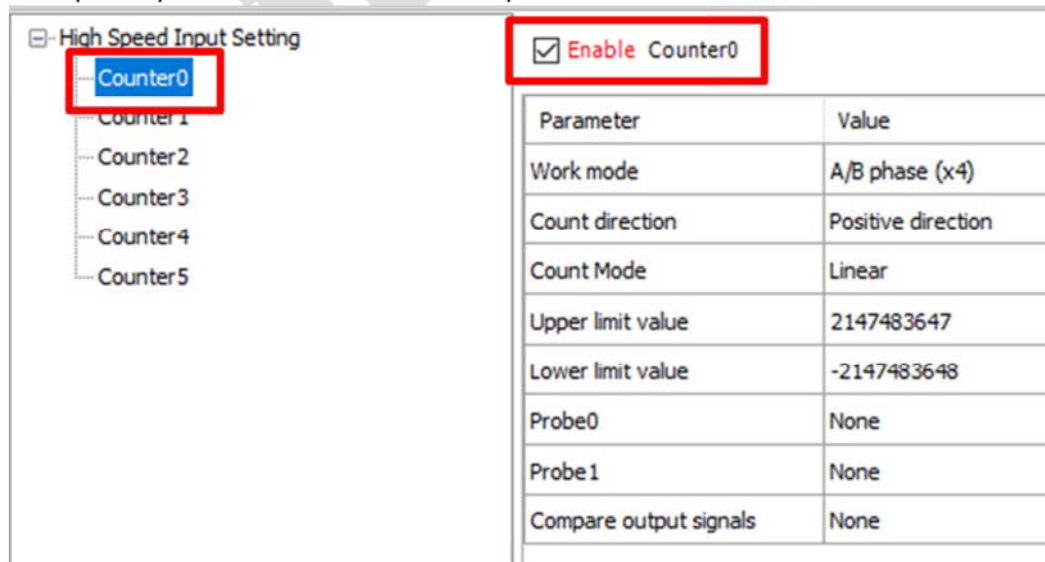 High Speed Input Setting
Counter0
Counter1
Counter2
Counter3
Counter4
Counter5
Enable Counter0
Parameter Value
Work mode A/B phase (x4)
Count direction Positive direction
Count Mode Linear
Upper limit value 2147483647
Lower limit value -2147483648
Probe0 None
Probe1 None
Compare output signals None